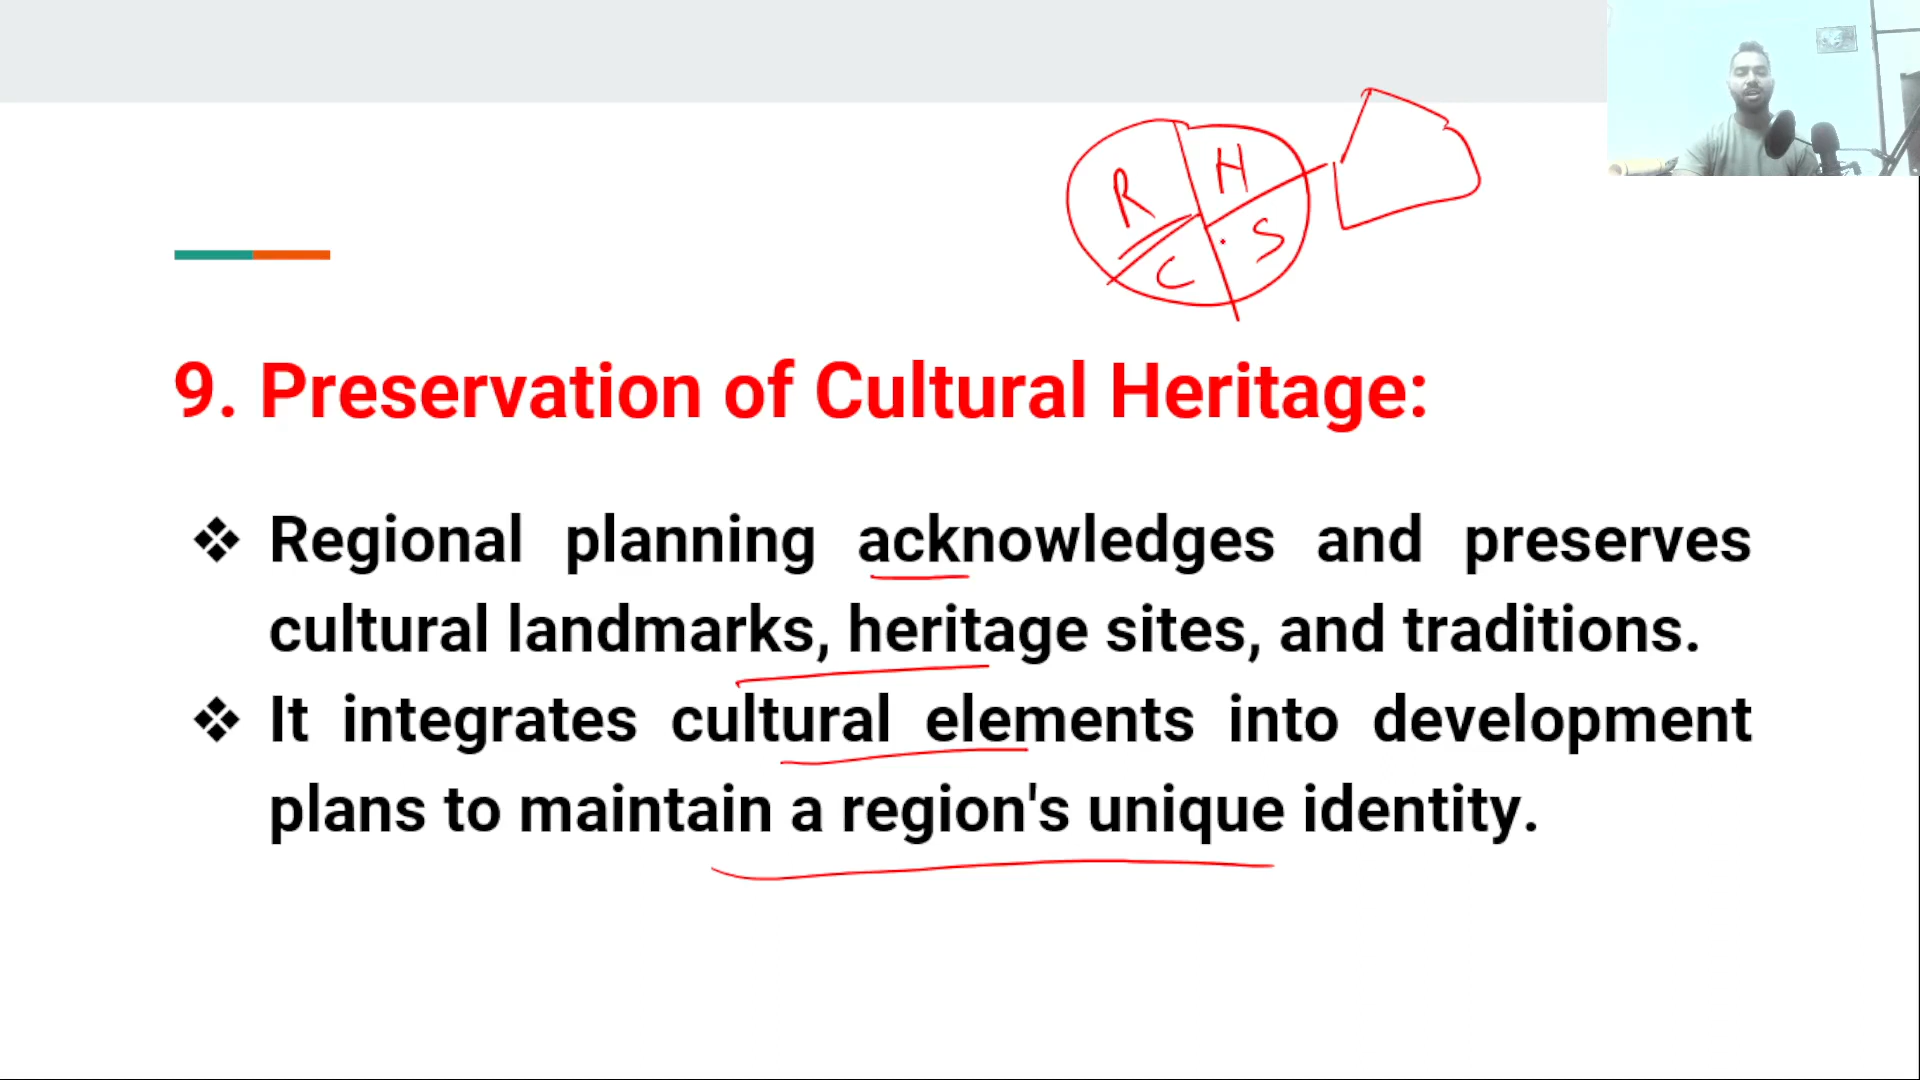 R H
C S
9. Preservation of Cultural Heritage:
❖ Regional planning acknowledges and preserves
cultural landmarks, heritage sites, and traditions.
❖ It integrates cultural elements into development
plans to maintain a region's unique identity.